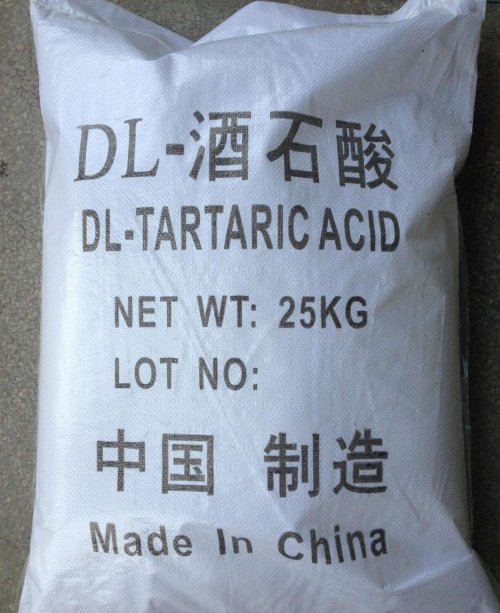 DL-酒石酸
DL-TARTARIC ACID
NET WT: 25KG
LOT NO:
中国 制造
Made In China